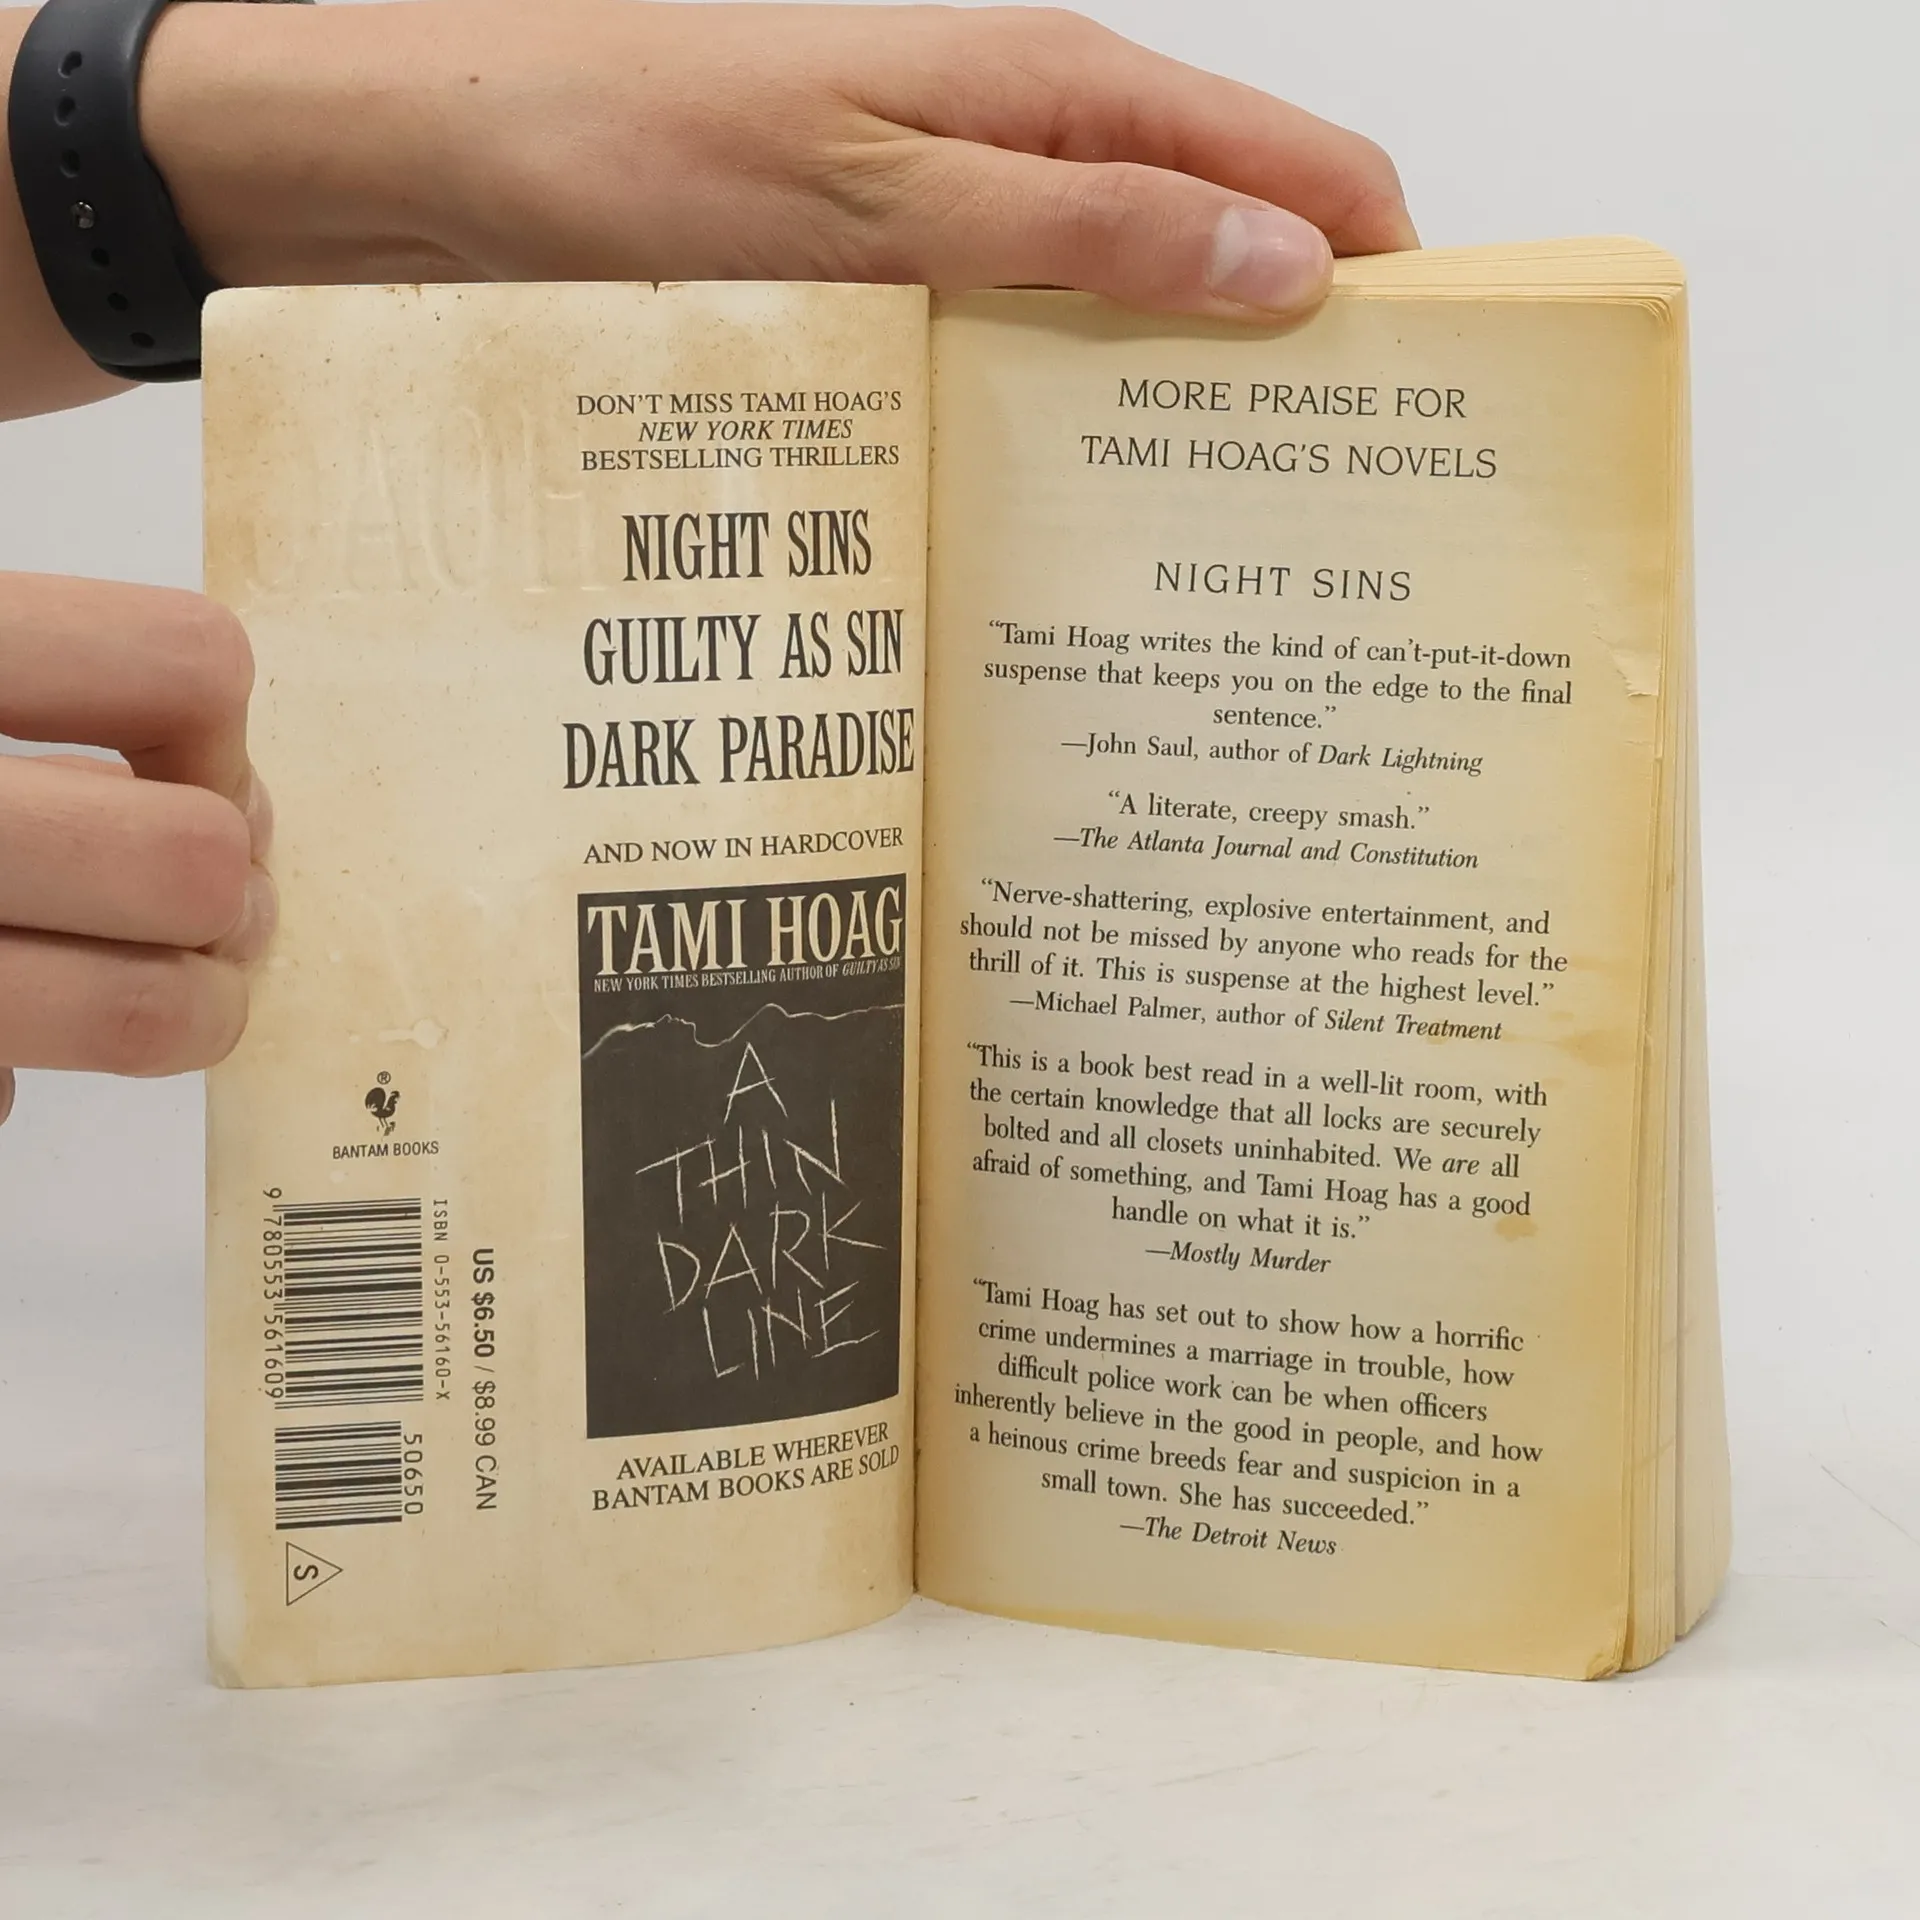 DON'T MISS TAMI HOAG'S
NEW YORK TIMES
BESTSELLING THRILLERS
NIGHT SINS
GUILTY AS SIN
DARK PARADISE
AND NOW IN HARDCOVER
TAMI HOAG
NEW YORK TIMES BESTSELLING AUTHOR OF GUILTY AS SIN
A
THIN
DARK
LINE
AVAILABLE WHEREVER
BANTAM BOOKS ARE SOLD
®
BANTAM BOOKS
9 780553 561609
ISBN 0-553-56160-X
50650
US $6.50 / $8.99 CAN
S
MORE PRAISE FOR
TAMI HOAG'S NOVELS
NIGHT SINS
“Tami Hoag writes the kind of can't-put-it-down
suspense that keeps you on the edge to the final
sentence.”
—John Saul, author of Dark Lightning
“A literate, creepy smash.”
—The Atlanta Journal and Constitution
“Nerve-shattering, explosive entertainment, and
should not be missed by anyone who reads for the
thrill of it. This is suspense at the highest level.”
—Michael Palmer, author of Silent Treatment
“This is a book best read in a well-lit room, with
the certain knowledge that all locks are securely
bolted and all closets uninhabited. We are all
afraid of something, and Tami Hoag has a good
handle on what it is.”
—Mostly Murder
“Tami Hoag has set out to show how a horrific
crime undermines a marriage in trouble, how
difficult police work can be when officers
inherently believe in the good in people, and how
a heinous crime breeds fear and suspicion in a
small town. She has succeeded.”
—The Detroit News